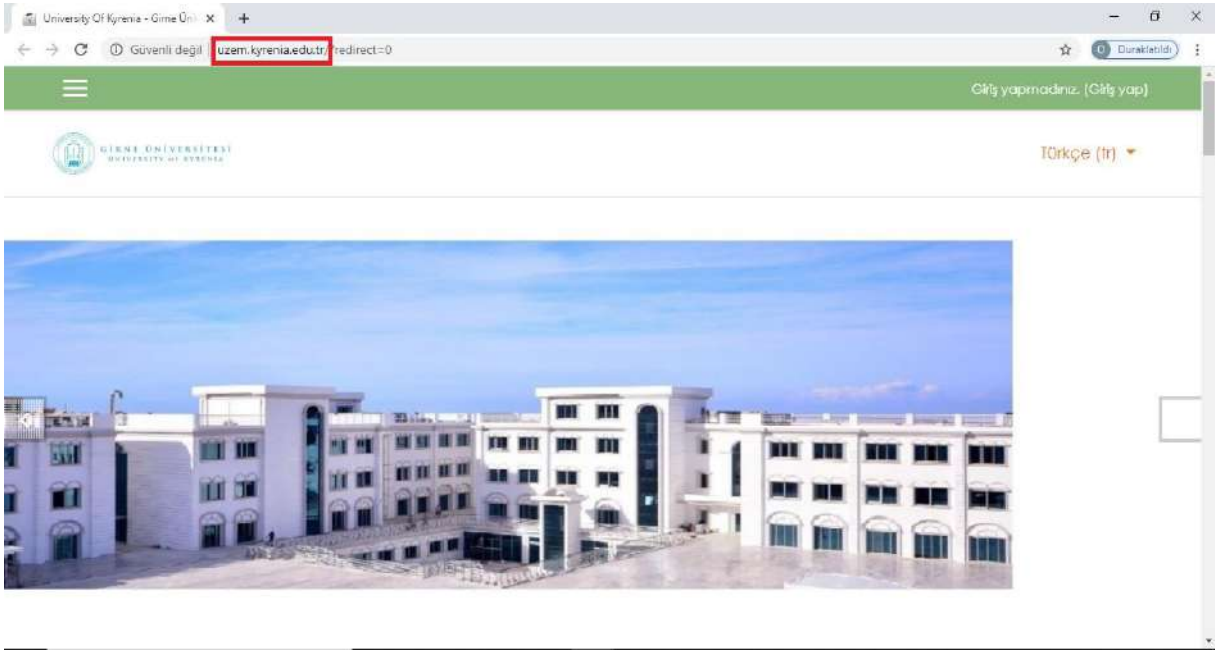 University Of Kyrenia - Girne Ün
Güvenli değil | uzem.kyrenia.edu.tr/?redirect=0
Duraklatıldı
Giriş yapmadınız. (Giriş yap)
GİRNE ÜNİVERSİTESİ
UNIVERSITY OF KYRENIA
Türkçe (tr)